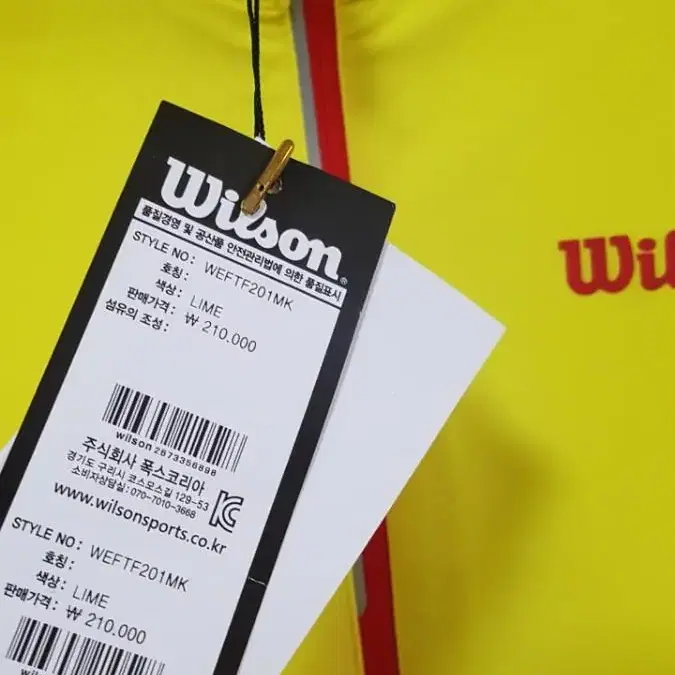 Wilson
품질경영 및 공산품 안전관리법에 의한 품질표시
STYLE NO : WEFTF201MK
호칭 :
색상 : LIME
판매가격 : ₩ 210.000
섬유의 조성 :
wilson 2873356898
주식회사 폭스코리아
경기도 구리시 코스모스길 129-53
소비자상담실 : 070-7010-3668
www.wilsonsports.co.kr
STYLE NO : WEFTF201MK
호칭 :
색상 : LIME
판매가격 : ₩ 210.000
Wil